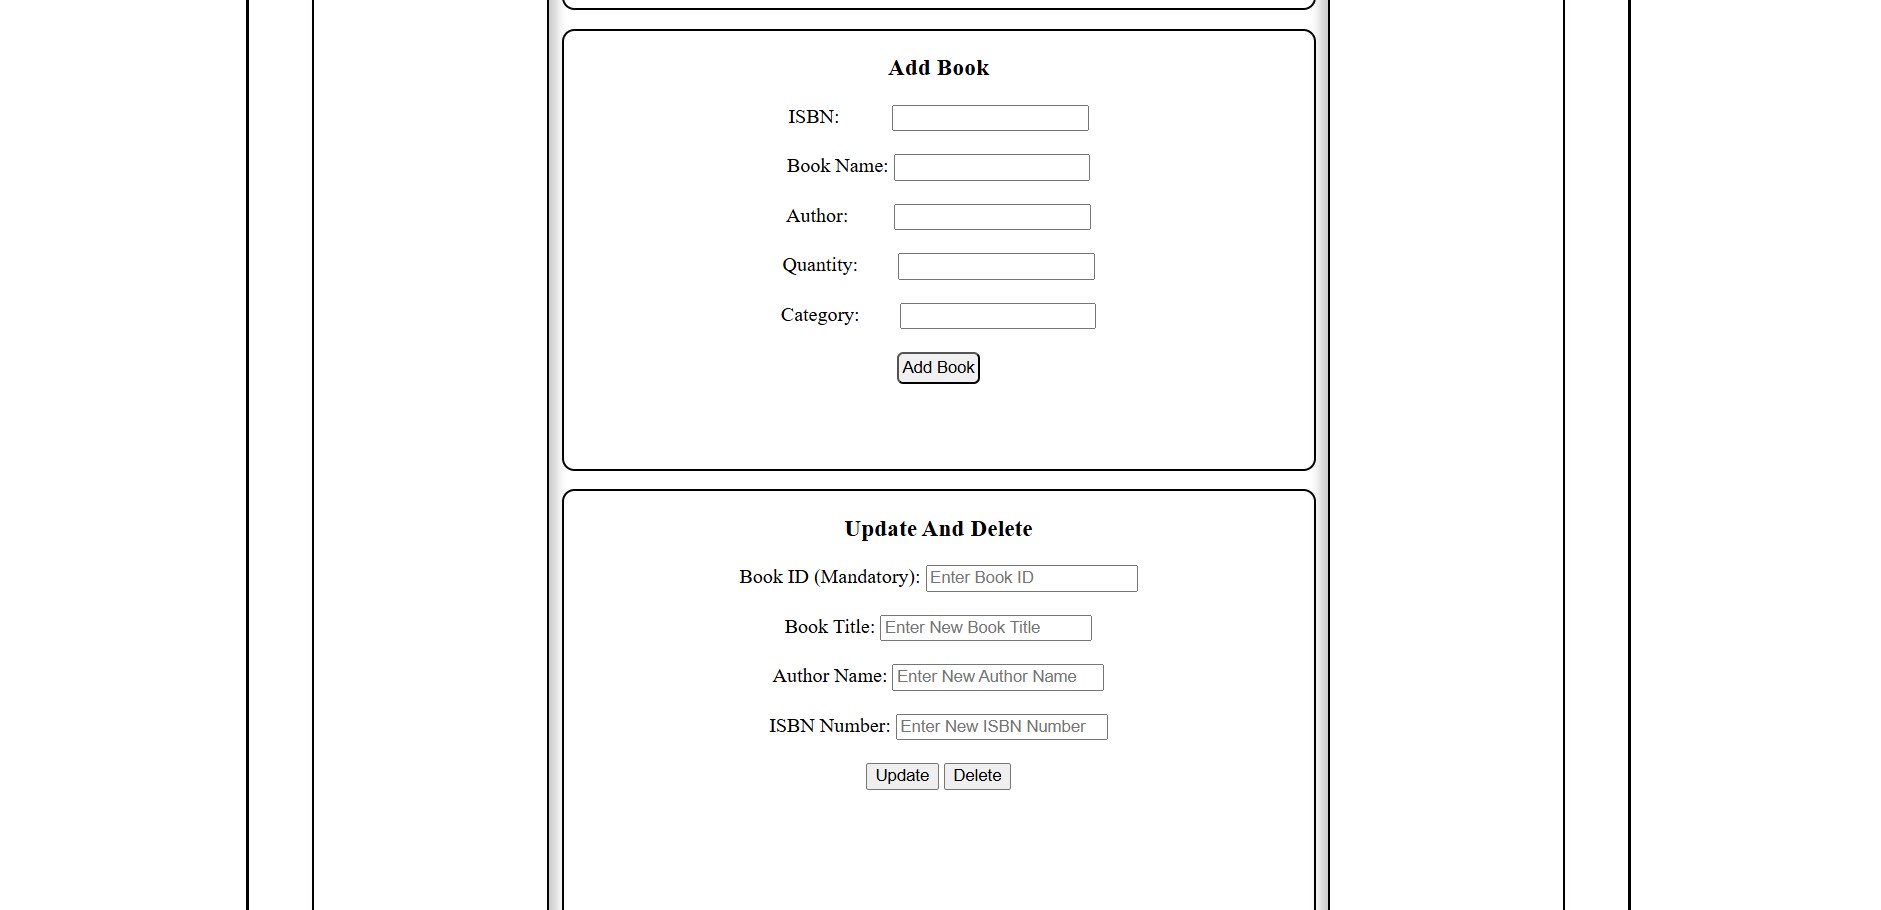 Add Book
ISBN:
Book Name:
Author:
Quantity:
Category:
Add Book
Update And Delete
Book ID (Mandatory): Enter Book ID
Book Title: Enter New Book Title
Author Name: Enter New Author Name
ISBN Number: Enter New ISBN Number
Update Delete